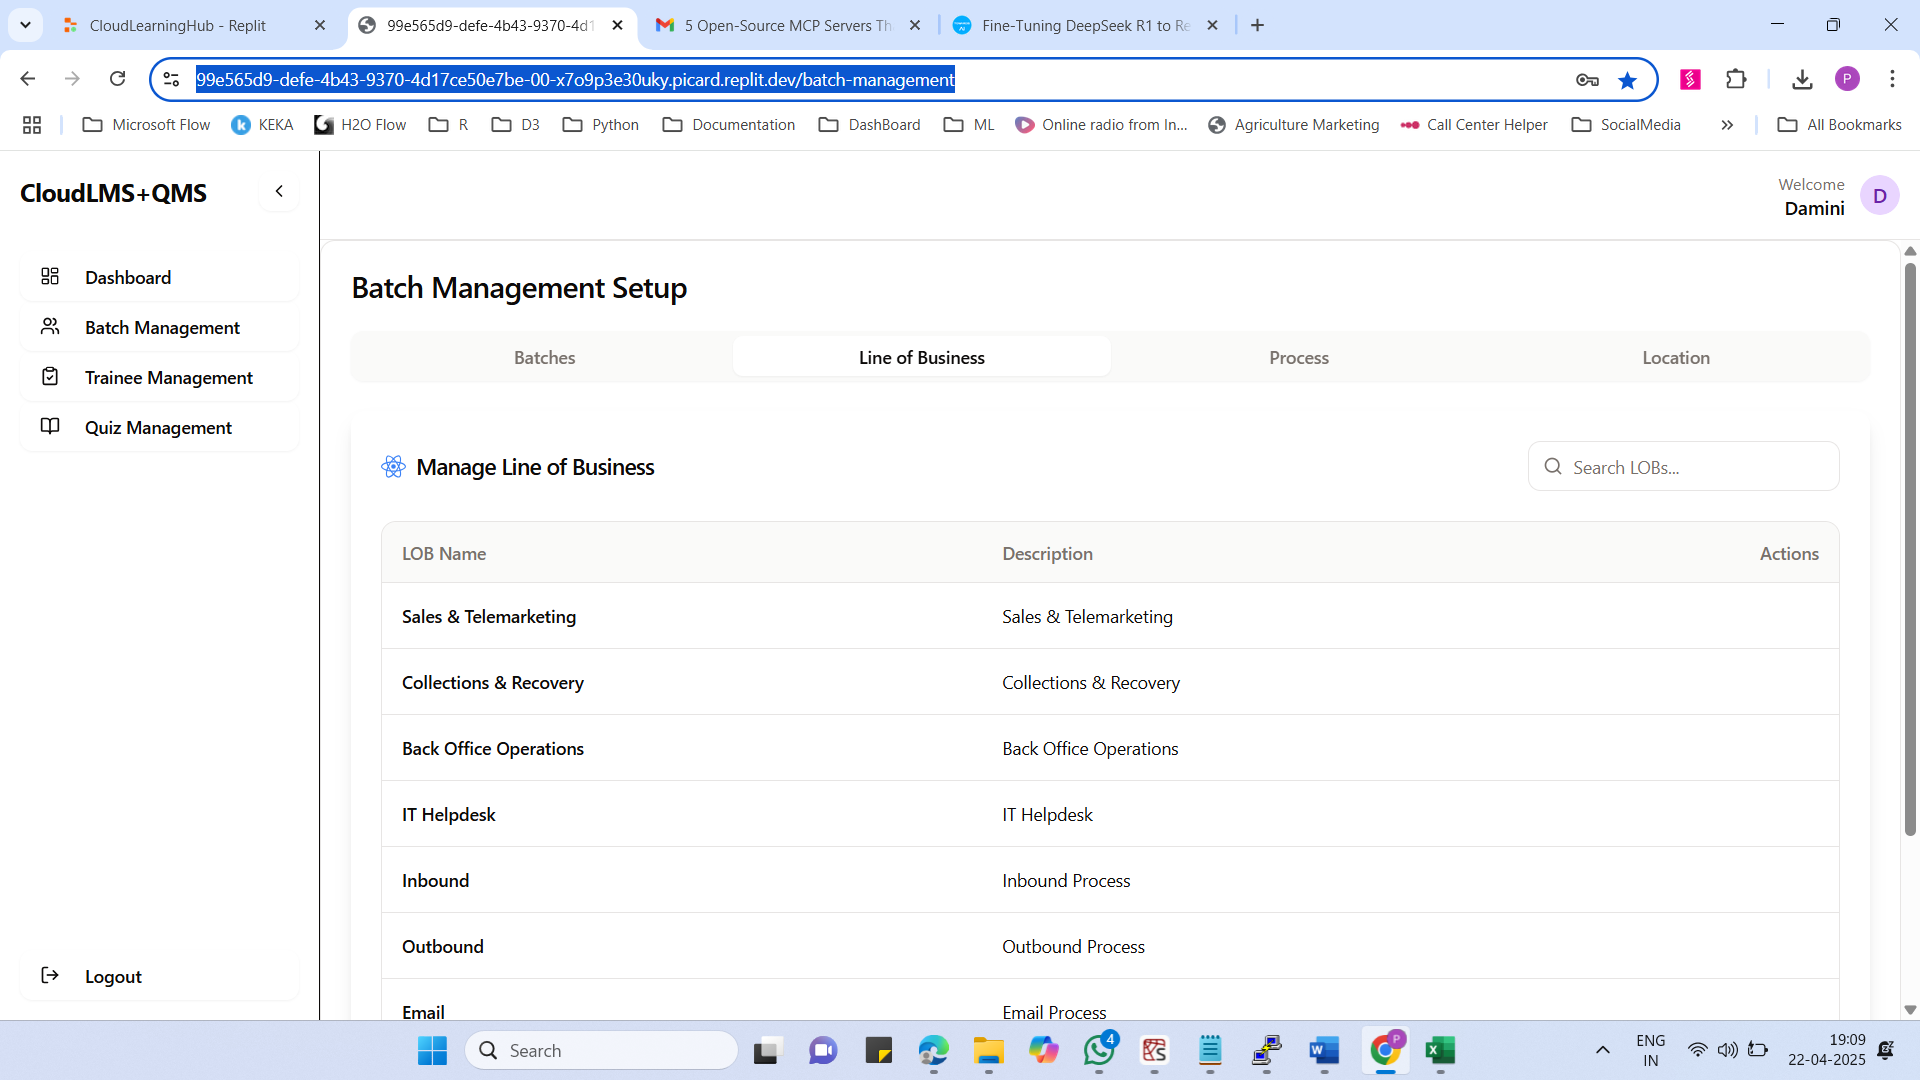 CloudLearningHub - Replit
99e565d9-defe-4b43-9370-4d1
5 Open-Source MCP Servers Th
Fine-Tuning DeepSeek R1 to Re
99e565d9-defe-4b43-9370-4d17ce50e7be-00-x7o9p3e30uky.picard.replit.dev/batch-management
P
Microsoft Flow
KEKA
H2O Flow
R
D3
Python
Documentation
DashBoard
ML
Online radio from In...
Agriculture Marketing
Call Center Helper
SocialMedia
All Bookmarks
CloudLMS+QMS
Welcome
Damini
D
Dashboard
Batch Management
Trainee Management
Quiz Management
Logout
Batch Management Setup
Batches
Line of Business
Process
Location
Manage Line of Business
Search LOBs...
LOB Name
Description
Actions
Sales & Telemarketing
Sales & Telemarketing
Collections & Recovery
Collections & Recovery
Back Office Operations
Back Office Operations
IT Helpdesk
IT Helpdesk
Inbound
Inbound Process
Outbound
Outbound Process
Email
Email Process
Search
4
P
ENG
IN
19:09
22-04-2025